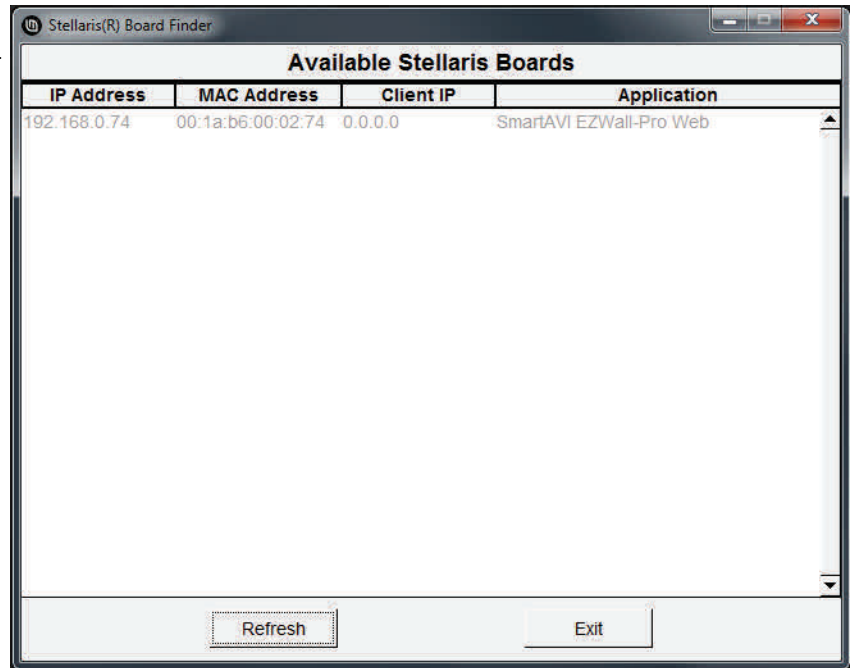 Stellaris(R) Board Finder
Available Stellaris Boards
IP Address MAC Address Client IP Application
192.168.0.74 00:1a:b6:00:02:74 0.0.0.0 SmartAVI EZWall-Pro Web
Refresh Exit